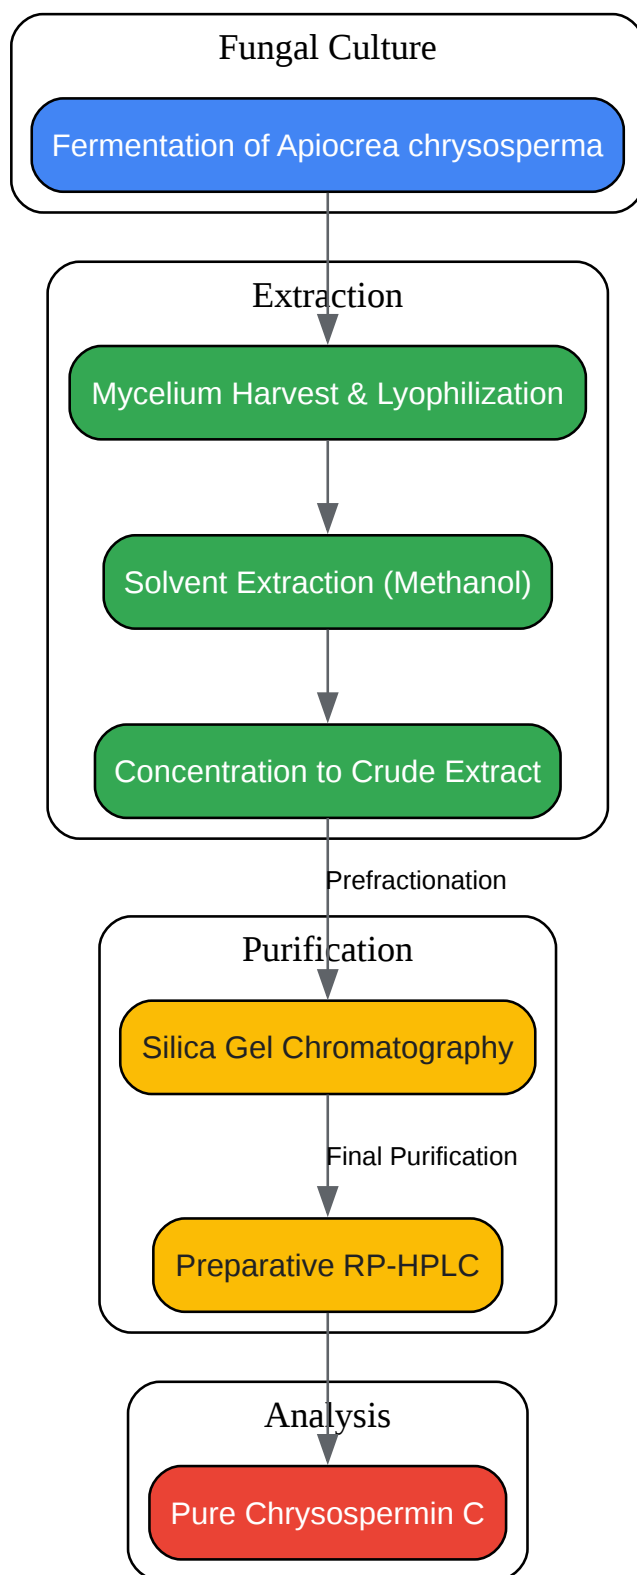 Fungal Culture
Fermentation of Apiocrea chrysosperma
Extraction
Mycelium Harvest & Lyophilization
Solvent Extraction (Methanol)
Concentration to Crude Extract
Prefractionation
Purification
Silica Gel Chromatography
Final Purification
Preparative RP-HPLC
Analysis
Pure Chrysospermin C